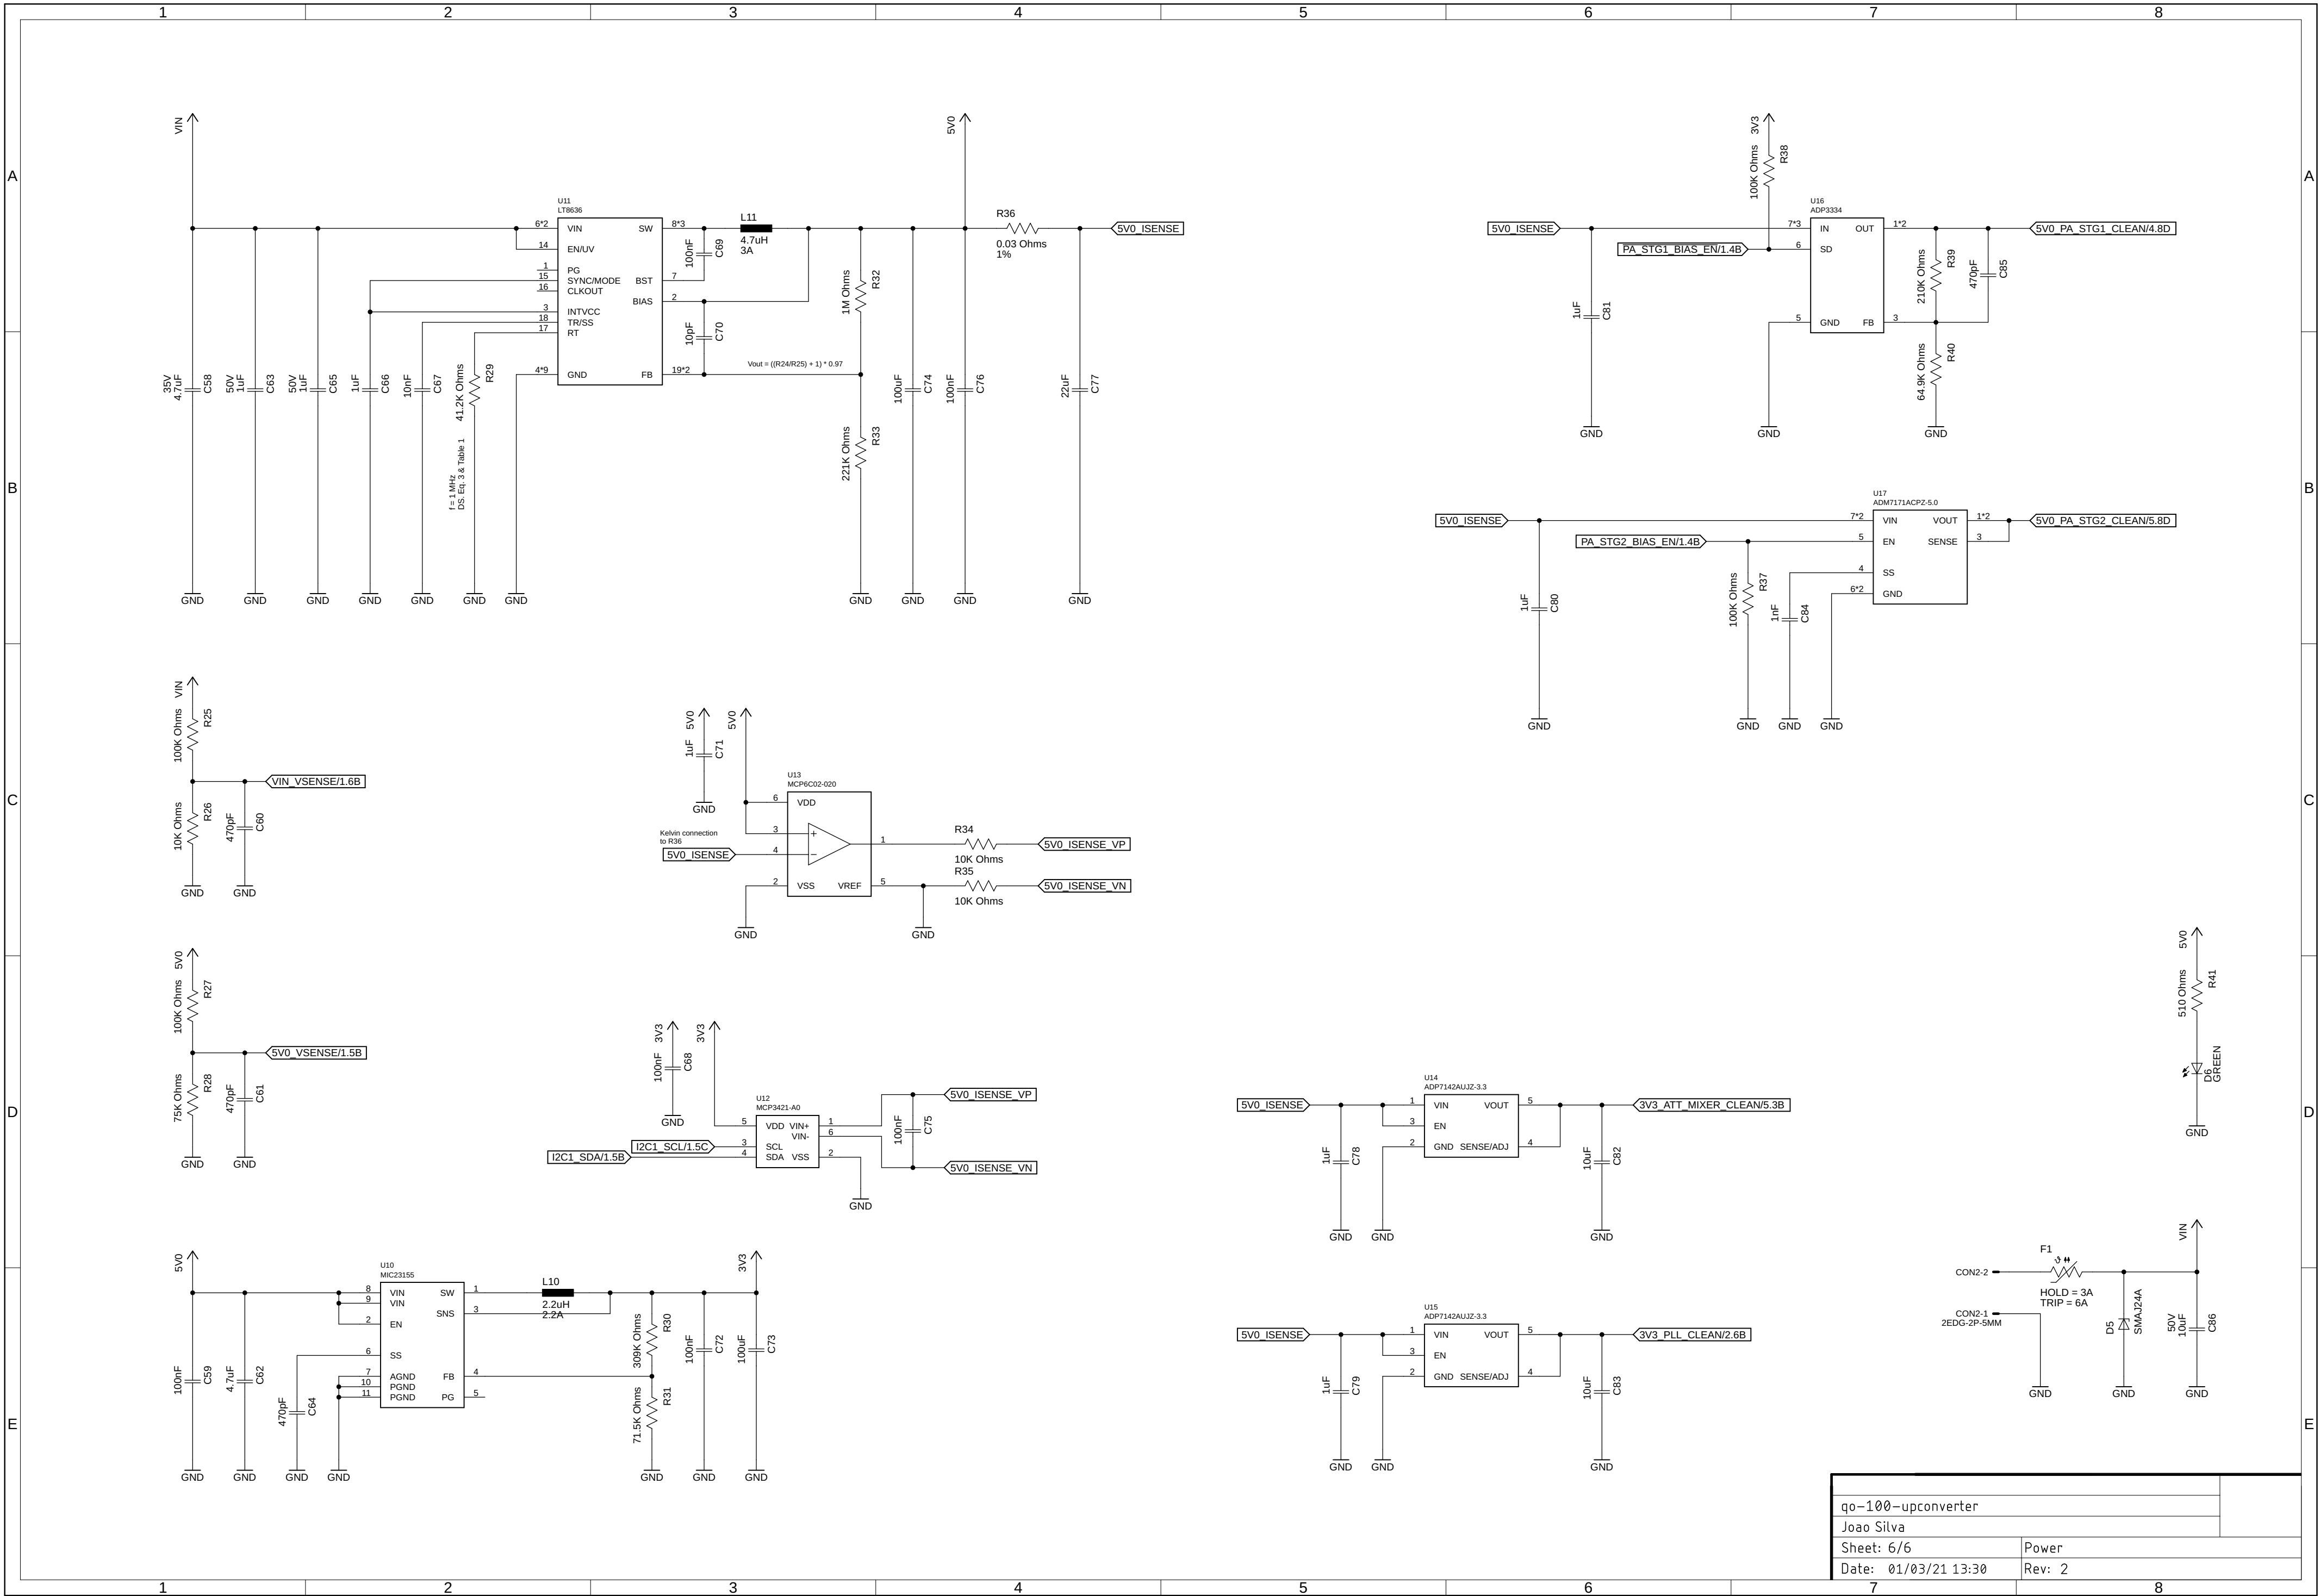 1 2 3 4 5 6 7 8
A A
B B
C C
D D
E E
VIN
35V
4.7uF
C58
GND
50V
1uF
C63
GND
50V
1uF
C65
GND
1uF
C66
GND
10nF
C67
GND
41.2K Ohms
R29
f = 1 MHz
DS. Eq. 3 & Table 1
GND
GND
U11
LT8636
6*2 VIN SW 8*3
14 EN/UV
1 PG
15 SYNC/MODE BST 7
16 CLKOUT
BIAS 2
3 INTVCC
18 TR/SS
17 RT
4*9 GND FB 19*2
100nF
C69
L11
4.7uH
3A
10pF
C70
Vout = ((R24/R25) + 1) * 0.97
1M Ohms
R32
221K Ohms
R33
GND
100uF
C74
GND
5V0
100nF
C76
GND
R36
0.03 Ohms
1%
5V0_ISENSE
22uF
C77
GND
5V0_ISENSE
1uF
C81
GND
PA_STG1_BIAS_EN/1.4B
3V3
100K Ohms
R38
U16
ADP3334
7*3 IN OUT 1*2
6 SD
5 GND FB 3
GND
210K Ohms
R39
470pF
C85
64.9K Ohms
R40
GND
5V0_PA_STG1_CLEAN/4.8D
5V0_ISENSE
1uF
C80
GND
PA_STG2_BIAS_EN/1.4B
100K Ohms
R37
GND
1nF
C84
GND
GND
U17
ADM7171ACPZ-5.0
7*2 VIN VOUT 1*2
5 EN SENSE 3
4 SS
6*2 GND
5V0_PA_STG2_CLEAN/5.8D
VIN
100K Ohms
R25
VIN_VSENSE/1.6B
10K Ohms
R26
470pF
C60
GND GND
5V0
1uF
C71
GND
5V0
U13
MCP6C02-020
6 VDD
3 +
4 −
1
2 VSS VREF 5
Kelvin connection
to R36
5V0_ISENSE
GND GND
R34
10K Ohms
5V0_ISENSE_VP
R35
10K Ohms
5V0_ISENSE_VN
5V0
100K Ohms
R27
5V0_VSENSE/1.5B
75K Ohms
R28
470pF
C61
GND GND
3V3
100nF
C68
GND
3V3
U12
MCP3421-A0
5 VDD VIN+ 1
VIN- 6
3 SCL
4 SDA VSS 2
I2C1_SCL/1.5C
I2C1_SDA/1.5B
GND
100nF
C75
5V0_ISENSE_VP
5V0_ISENSE_VN
5V0_ISENSE
1uF
C78
GND GND
U14
ADP7142AUJZ-3.3
1 VIN VOUT 5
3 EN
2 GND SENSE/ADJ 4
10uF
C82
GND
3V3_ATT_MIXER_CLEAN/5.3B
5V0
510 Ohms
R41
D6
GREEN
GND
5V0
100nF
C59
4.7uF
C62
470pF
C64
GND GND GND GND
U10
MIC23155
8 VIN SW 1
9 VIN
SNS 3
2 EN
6 SS
7 AGND FB 4
10 PGND
11 PGND PG 5
L10
2.2uH
2.2A
309K Ohms
R30
71.5K Ohms
R31
GND
100nF
C72
GND
3V3
100uF
C73
GND
5V0_ISENSE
1uF
C79
GND GND
U15
ADP7142AUJZ-3.3
1 VIN VOUT 5
3 EN
2 GND SENSE/ADJ 4
10uF
C83
GND
3V3_PLL_CLEAN/2.6B
CON2-2
CON2-1
2EDG-2P-5MM
F1
HOLD = 3A
TRIP = 6A
D5
SMAJ24A
VIN
50V
10uF
C86
GND GND GND
qo-100-upconverter
Joao Silva
Sheet: 6/6 Power
Date: 01/03/21 13:30 Rev: 2
1 2 3 4 5 6 7 8